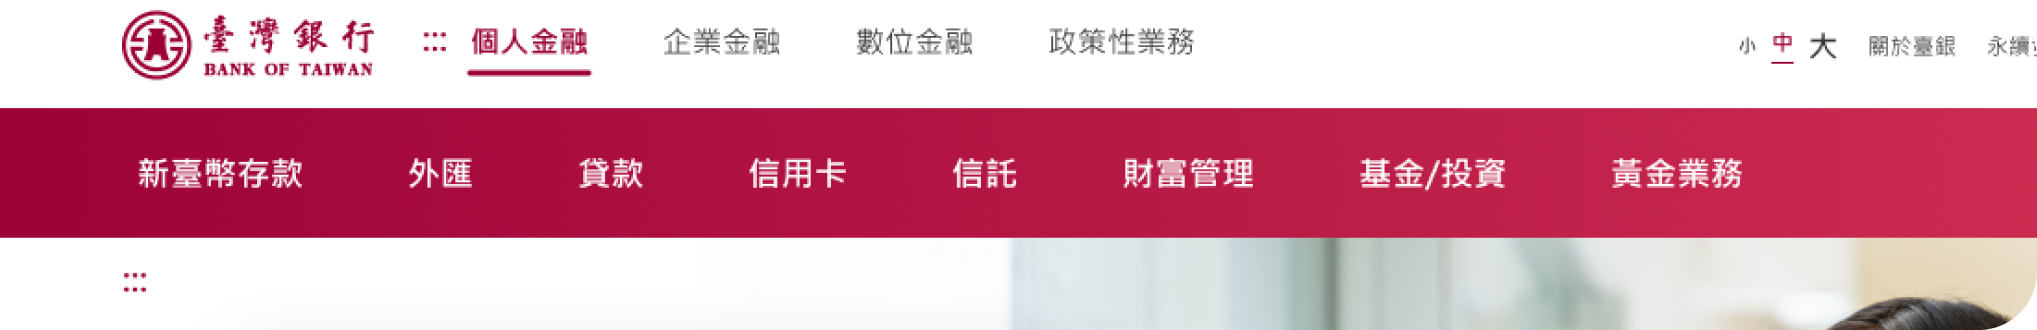 臺灣銀行
BANK OF TAIWAN
::: 個人金融 企業金融 數位金融 政策性業務 小 中 大 關於臺銀 永續
新臺幣存款 外匯 貸款 信用卡 信託 財富管理 基金/投資 黃金業務
:::